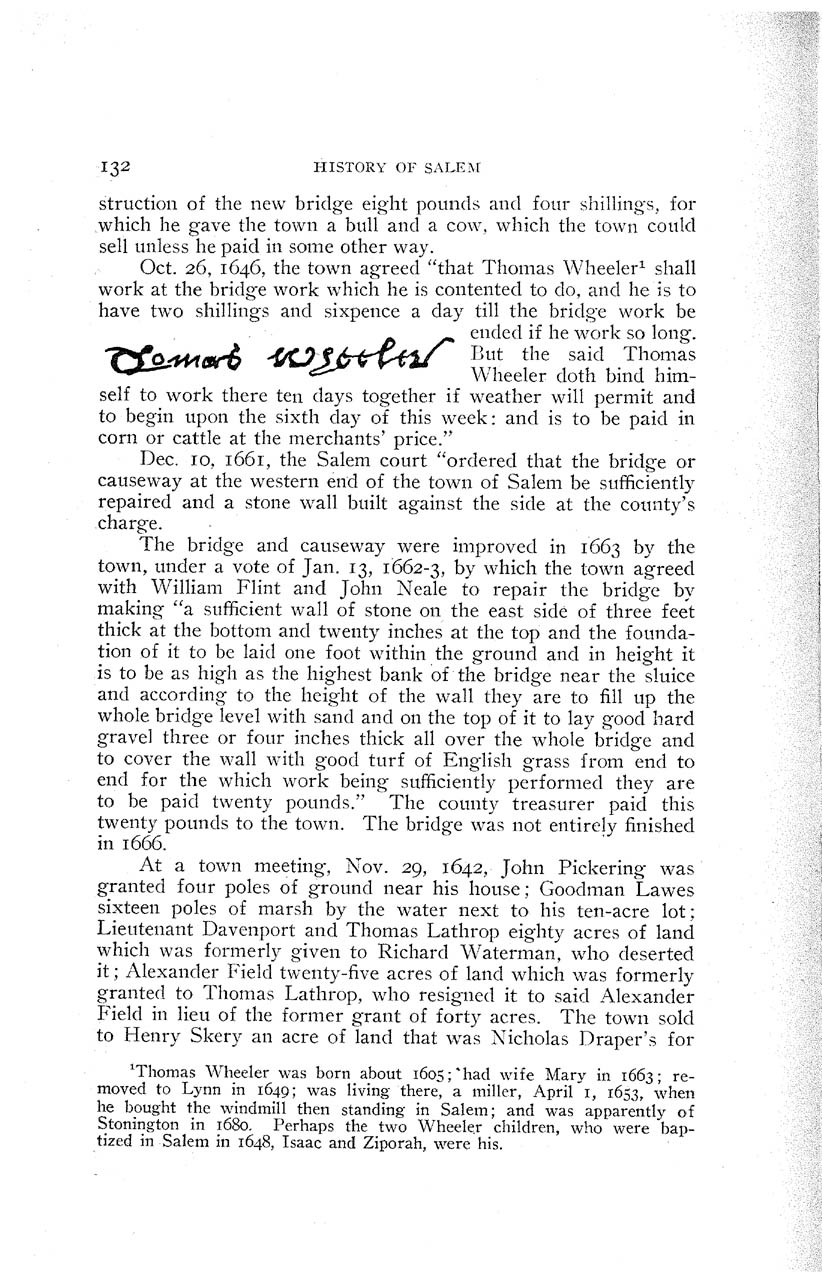 132 HISTORY OF SALEM
struction of the new bridge eight pounds and four shillings, for
which he gave the town a bull and a cow, which the town could
sell unless he paid in some other way.
Oct. 26, 1646, the town agreed "that Thomas Wheeler¹ shall
work at the bridge work which he is contented to do, and he is to
have two shillings and sixpence a day till the bridge work be
ended if he work so long.
Thomas Wheeler But the said Thomas
Wheeler doth bind him-
self to work there ten days together if weather will permit and
to begin upon the sixth day of this week: and is to be paid in
corn or cattle at the merchants' price."
Dec. 10, 1661, the Salem court "ordered that the bridge or
causeway at the western end of the town of Salem be sufficiently
repaired and a stone wall built against the side at the county's
charge.
The bridge and causeway were improved in 1663 by the
town, under a vote of Jan. 13, 1662-3, by which the town agreed
with William Flint and John Neale to repair the bridge by
making "a sufficient wall of stone on the east side of three feet
thick at the bottom and twenty inches at the top and the founda-
tion of it to be laid one foot within the ground and in height it
is to be as high as the highest bank of the bridge near the sluice
and according to the height of the wall they are to fill up the
whole bridge level with sand and on the top of it to lay good hard
gravel three or four inches thick all over the whole bridge and
to cover the wall with good turf of English grass from end to
end for the which work being sufficiently performed they are
to be paid twenty pounds." The county treasurer paid this
twenty pounds to the town. The bridge was not entirely finished
in 1666.
At a town meeting, Nov. 29, 1642, John Pickering was
granted four poles of ground near his house; Goodman Lawes
sixteen poles of marsh by the water next to his ten-acre lot;
Lieutenant Davenport and Thomas Lathrop eighty acres of land
which was formerly given to Richard Waterman, who deserted
it; Alexander Field twenty-five acres of land which was formerly
granted to Thomas Lathrop, who resigned it to said Alexander
Field in lieu of the former grant of forty acres. The town sold
to Henry Skery an acre of land that was Nicholas Draper's for
¹Thomas Wheeler was born about 1605; had wife Mary in 1663; re-
moved to Lynn in 1649; was living there, a miller, April 1, 1653, when
he bought the windmill then standing in Salem; and was apparently of
Stonington in 1680. Perhaps the two Wheeler children, who were bap-
tized in Salem in 1648, Isaac and Ziporah, were his.